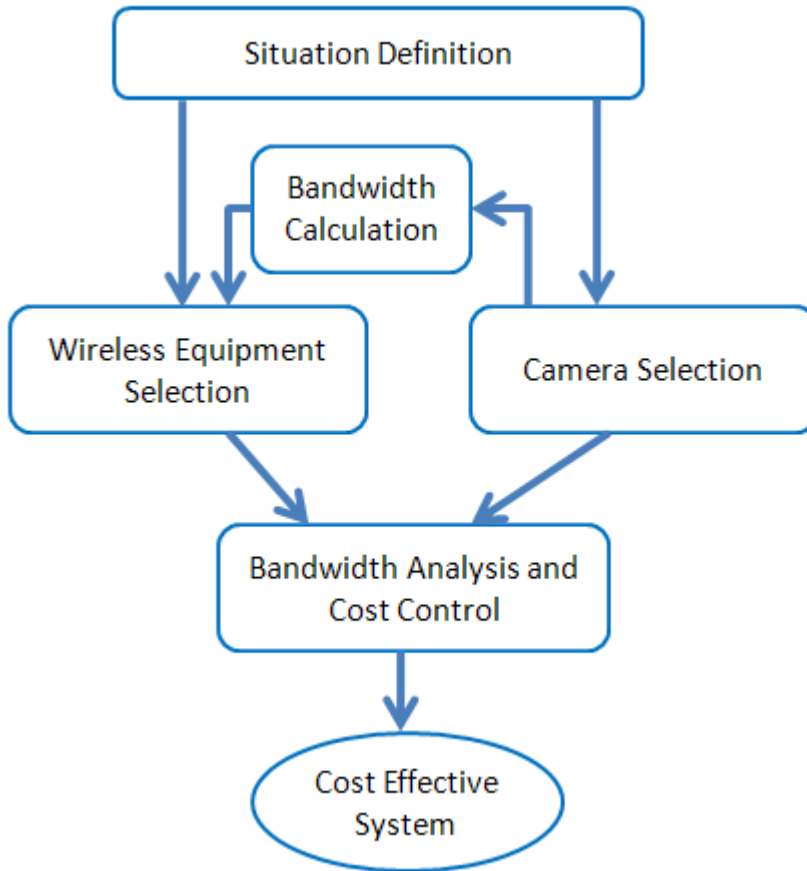 Situation Definition
Bandwidth
Calculation
Wireless Equipment
Selection
Camera Selection
Bandwidth Analysis and
Cost Control
Cost Effective
System